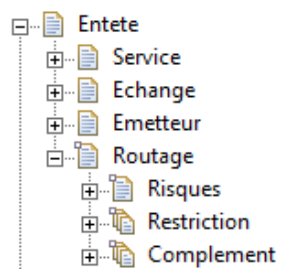 Entete
Service
Echange
Emetteur
Routage
Risques
Restriction
Complement